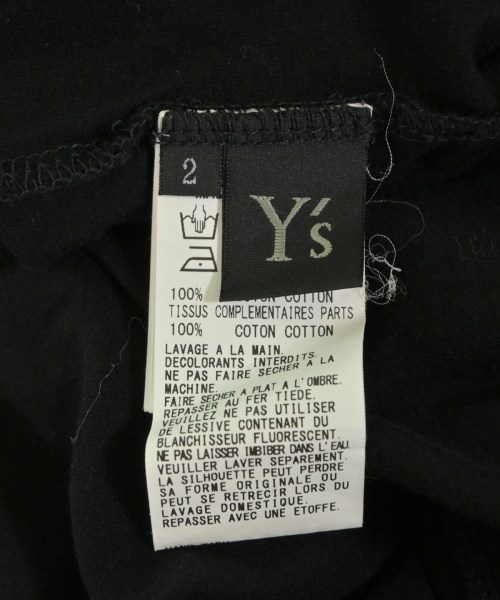 2
Y's
100% COTON COTTON
TISSUS COMPLEMENTAIRES PARTS
100% COTON COTTON
LAVAGE A LA MAIN.
DECOLORANTS INTERDITS.
NE PAS FAIRE SECHER A LA
MACHINE.
FAIRE SECHER A PLAT A L'OMBRE.
REPASSER AU FER TIEDE.
VEUILLEZ NE PAS UTILISER
DE LESSIVE CONTENANT DU
BLANCHISSEUR FLUORESCENT.
NE PAS LAISSER IMBIBER DANS L'EAU.
VEUILLER LAVER SEPAREMENT.
LA SILHOUETTE PEUT PERDRE
SA FORME ORIGINALE OU
PEUT SE RETRECIR LORS DU
LAVAGE DOMESTIQUE.
REPASSER AVEC UNE ETOFFE.